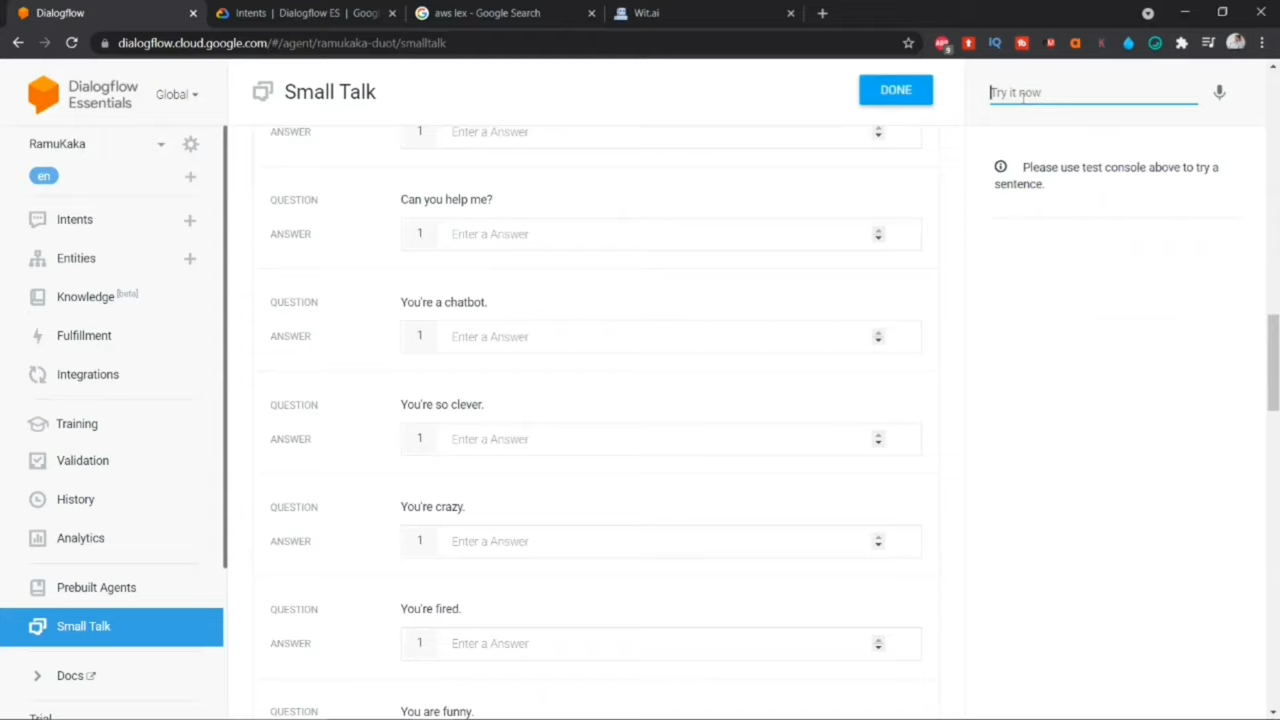 Dialogflow
Intents | Dialogflow ES | Goog
aws lex - Google Search
Wit.ai
dialogflow.cloud.google.com/#/agent/ramukaka-duot/smalltalk
Dialogflow
Essentials
Global
Small Talk
DONE
Try it now
RamuKaka
en
Intents
Entities
Knowledge [beta]
Fulfillment
Integrations
Training
Validation
History
Analytics
Prebuilt Agents
Small Talk
Docs
Trial
ANSWER 1 Enter a Answer
QUESTION Can you help me?
ANSWER 1 Enter a Answer
QUESTION You're a chatbot.
ANSWER 1 Enter a Answer
QUESTION You're so clever.
ANSWER 1 Enter a Answer
QUESTION You're crazy.
ANSWER 1 Enter a Answer
QUESTION You're fired.
ANSWER 1 Enter a Answer
QUESTION You are funny.
Please use test console above to try a
sentence.